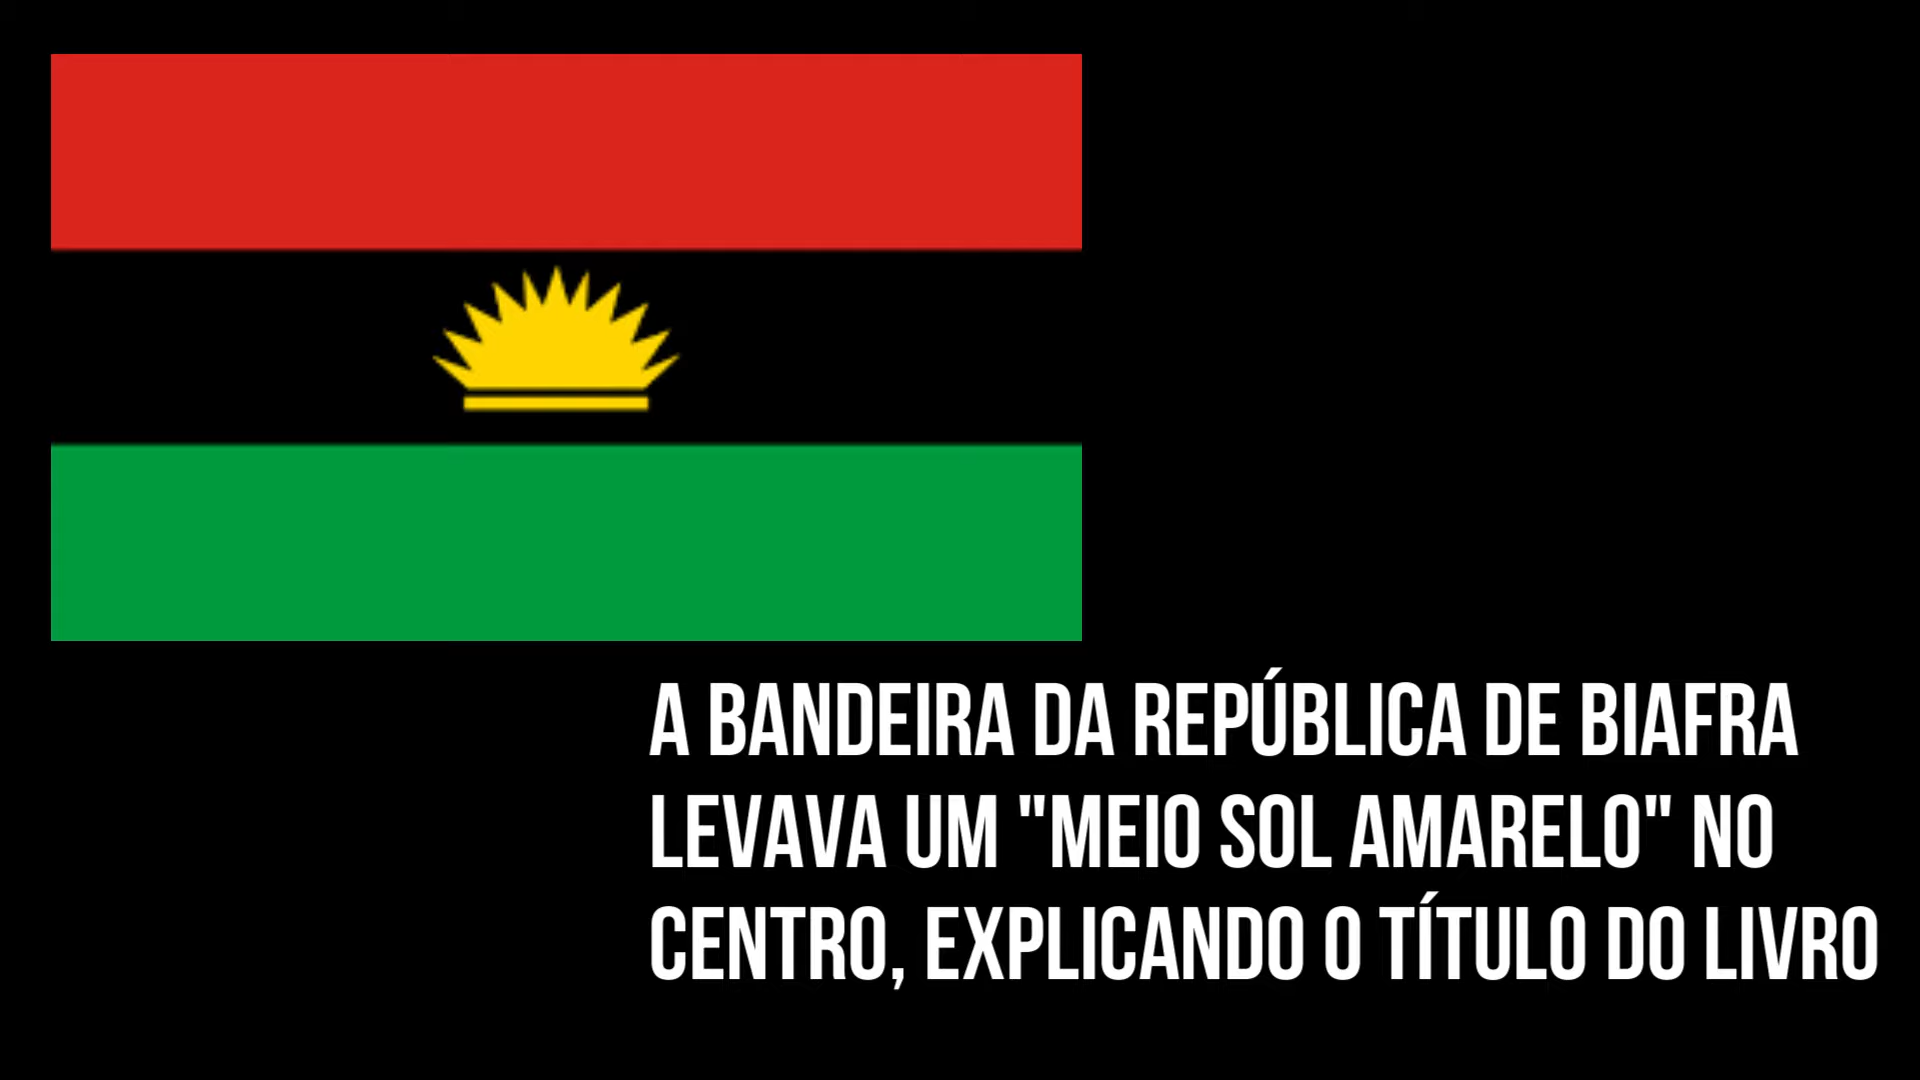 A BANDEIRA DA REPÚBLICA DE BIAFRA
LEVAVA UM "MEIO SOL AMARELO" NO
CENTRO, EXPLICANDO O TÍTULO DO LIVRO